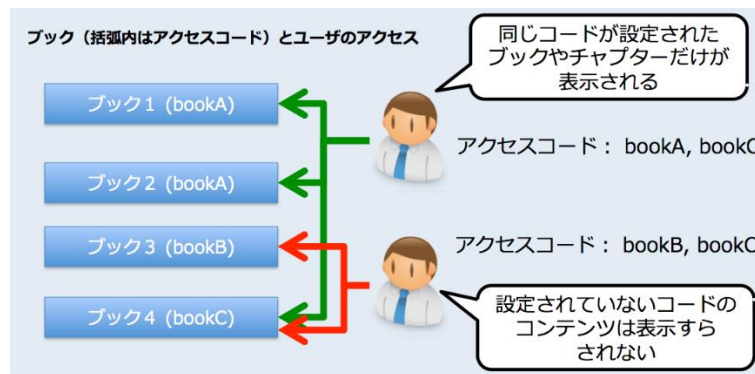 ブック（括弧内はアクセスコード）とユーザのアクセス
同じコードが設定された
ブックやチャプターだけが
表示される
ブック１ (bookA)
アクセスコード： bookA, bookC
ブック２ (bookA)
ブック３ (bookB)
アクセスコード： bookB, bookC
ブック４ (bookC)
設定されていないコードの
コンテンツは表示すら
されない